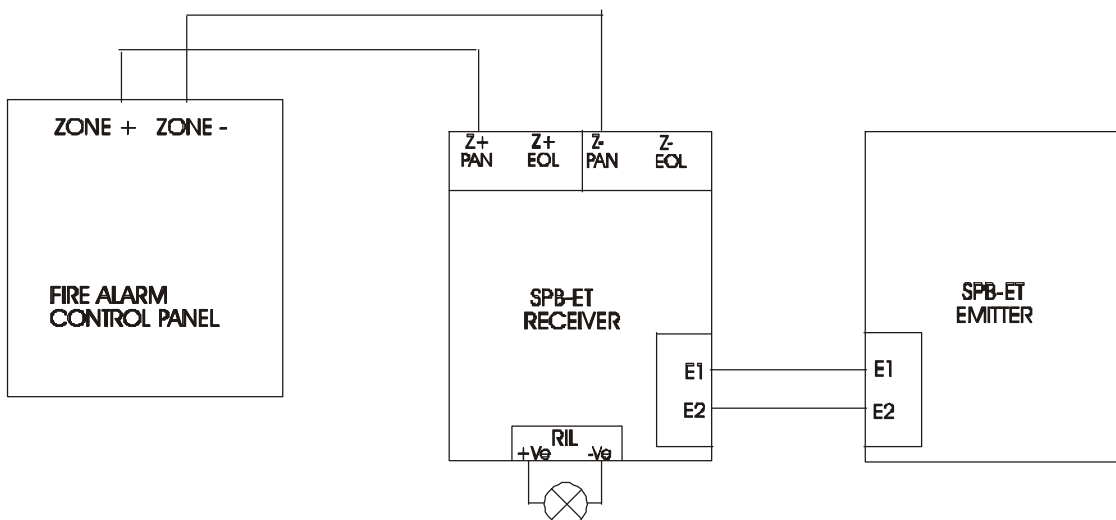 ZONE + ZONE -
Z+ Z+ Z- Z-
PAN EOL PAN EOL
FIRE ALARM
CONTROL PANEL
SPB-ET
RECEIVER
SPB-ET
EMITTER
E1 E1
E2 E2
RIL
+Ve -Ve